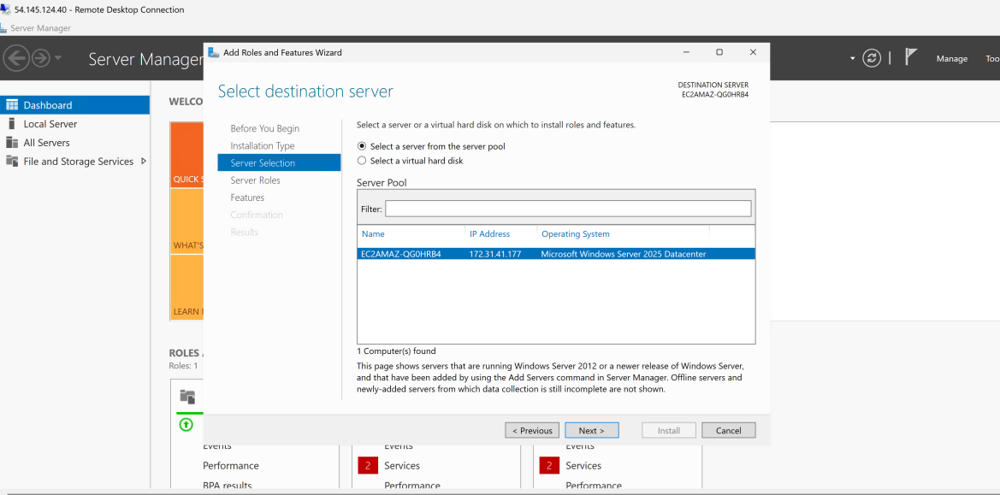 54.145.124.40 - Remote Desktop Connection
Server Manager
Server Manager
Manage
Dashboard
Local Server
All Servers
File and Storage Services
Add Roles and Features Wizard
Select destination server
DESTINATION SERVER
EC2AMAZ-QG0HRB4
Before You Begin
Installation Type
Server Selection
Server Roles
Features
Confirmation
Results
Select a server or a virtual hard disk on which to install roles and features.
Select a server from the server pool
Select a virtual hard disk
Server Pool
Filter:
Name IP Address Operating System
EC2AMAZ-QG0HRB4 172.31.41.177 Microsoft Windows Server 2025 Datacenter
1 Computer(s) found
This page shows servers that are running Windows Server 2012 or a newer release of Windows Server,
and that have been added by using the Add Servers command in Server Manager. Offline servers and
newly-added servers from which data collection is still incomplete are not shown.
< Previous Next > Install Cancel
QUICK
WHAT'S
LEARN
ROLES
Roles: 1
Events Events Events
Performance 2 Services 2 Services
BPA results Performance Performance